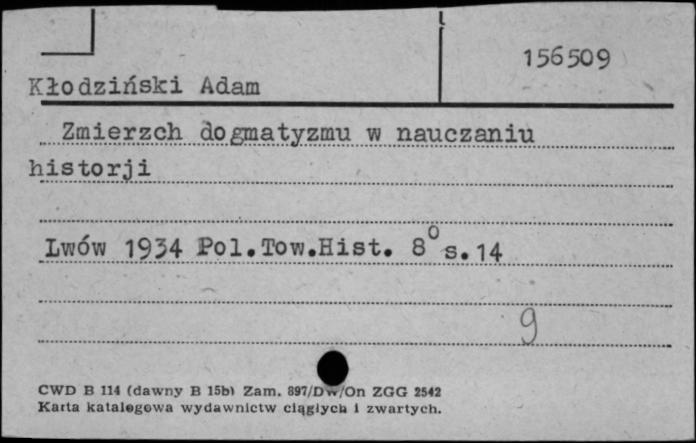 156509
Kłodziński Adam
Zmierzch dogmatyzmu w nauczaniu
historji
Lwów 1934 Pol.Tow.Hist. 8° s.14
9
CWD B 114 (dawny B 15b) Zam. 897/DW/On ZGG 2542
Karta katalogowa wydawnictw ciągłych i zwartych.